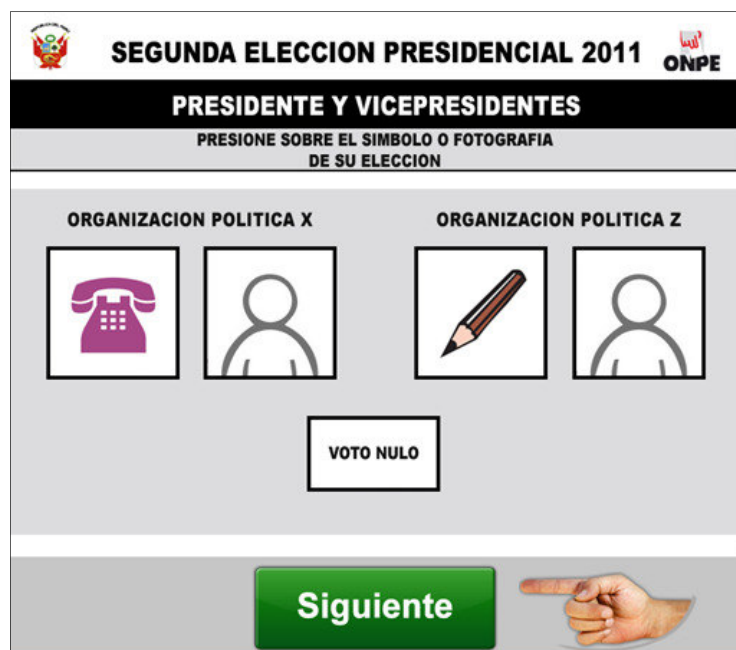 SEGUNDA ELECCION PRESIDENCIAL 2011
ONPE
PRESIDENTE Y VICEPRESIDENTES
PRESIONE SOBRE EL SIMBOLO O FOTOGRAFIA
DE SU ELECCION
ORGANIZACION POLITICA X
ORGANIZACION POLITICA Z
VOTO NULO
Siguiente